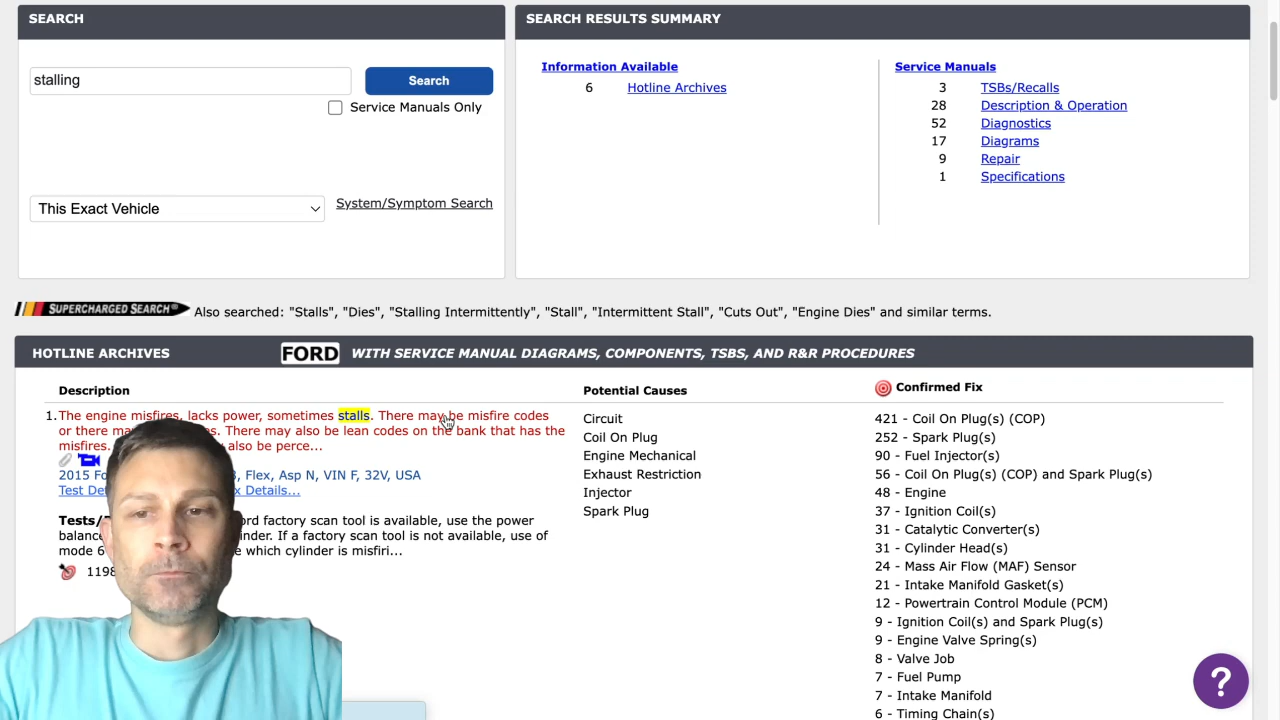 SEARCH
stalling
Search
Service Manuals Only
This Exact Vehicle
System/Symptom Search
SEARCH RESULTS SUMMARY
Information Available
6 Hotline Archives
Service Manuals
3 TSBs/Recalls
28 Description & Operation
52 Diagnostics
17 Diagrams
9 Repair
1 Specifications
SUPERCHARGED SEARCH® Also searched: "Stalls", "Dies", "Stalling Intermittently", "Stall", "Intermittent Stall", "Cuts Out", "Engine Dies" and similar terms.
HOTLINE ARCHIVES FORD WITH SERVICE MANUAL DIAGRAMS, COMPONENTS, TSBS, AND R&R PROCEDURES
Description
1. The engine misfires, lacks power, sometimes stalls. There may be misfire codes
or there may There may also be lean codes on the bank that has the
misfires. also be perce...
2015 Flex, Asp N, VIN F, 32V, USA
Test Details...
ford factory scan tool is available, use the power
If a factory scan tool is not available, use of
mode 6 which cylinder is misfiri...
Potential Causes
Circuit
Coil On Plug
Engine Mechanical
Exhaust Restriction
Injector
Spark Plug
Confirmed Fix
421 - Coil On Plug(s) (COP)
252 - Spark Plug(s)
90 - Fuel Injector(s)
56 - Coil On Plug(s) (COP) and Spark Plug(s)
48 - Engine
37 - Ignition Coil(s)
31 - Catalytic Converter(s)
31 - Cylinder Head(s)
24 - Mass Air Flow (MAF) Sensor
21 - Intake Manifold Gasket(s)
12 - Powertrain Control Module (PCM)
9 - Ignition Coil(s) and Spark Plug(s)
9 - Engine Valve Spring(s)
8 - Valve Job
7 - Fuel Pump
7 - Intake Manifold
6 - Timing Chain(s)
?